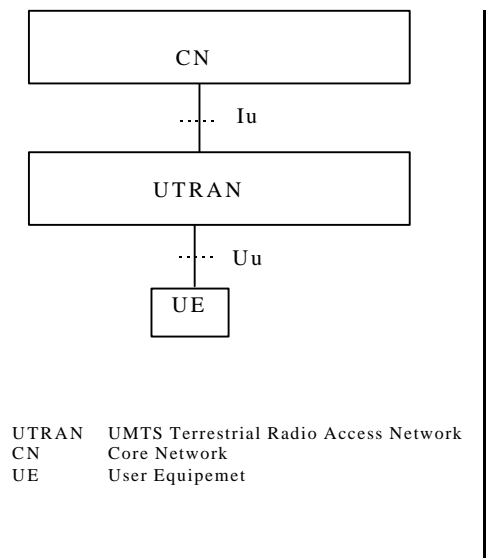 CN
Iu
UTRAN
Uu
UE
UTRAN UMTS Terrestrial Radio Access Network
CN Core Network
UE User Equipemet